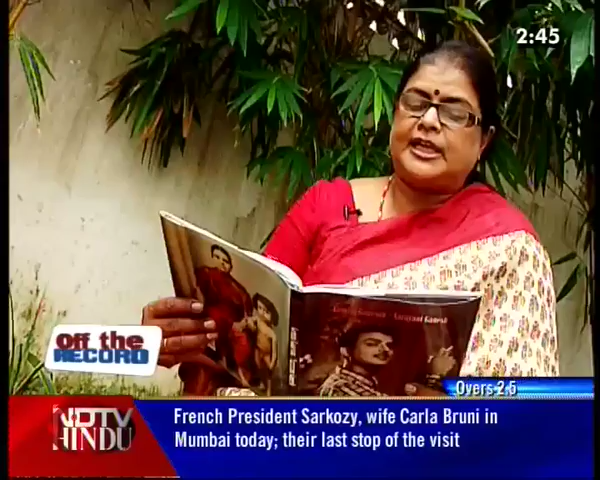 2:45
off the
RECORD
Overs 2.5
NDTV
HINDU
French President Sarkozy, wife Carla Bruni in
Mumbai today; their last stop of the visit